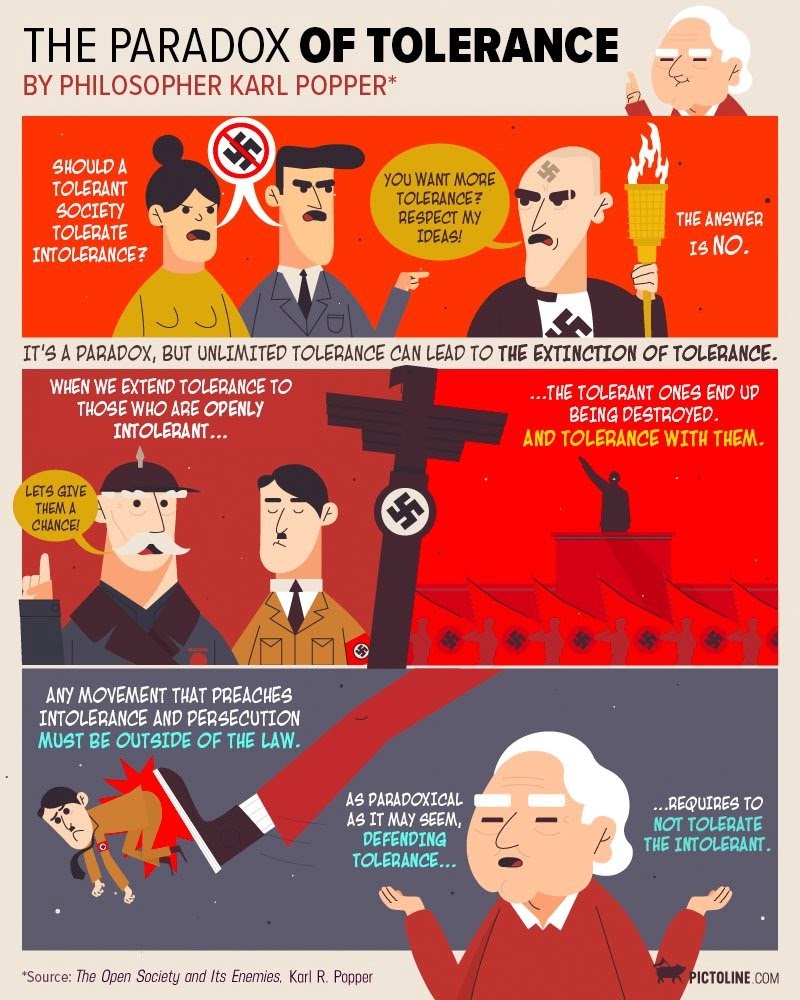 THE PARADOX OF TOLERANCE
BY PHILOSOPHER KARL POPPER*
SHOULD A
TOLERANT
SOCIETY
TOLERATE
INTOLERANCE?
YOU WANT MORE
TOLERANCE?
RESPECT MY
IDEAS!
THE ANSWER
IS NO.
IT'S A PARADOX, BUT UNLIMITED TOLERANCE CAN LEAD TO THE EXTINCTION OF TOLERANCE.
WHEN WE EXTEND TOLERANCE TO
THOSE WHO ARE OPENLY
INTOLERANT...
LETS GIVE
THEM A
CHANCE!
...THE TOLERANT ONES END UP
BEING DESTROYED.
AND TOLERANCE WITH THEM.
ANY MOVEMENT THAT PREACHES
INTOLERANCE AND PERSECUTION
MUST BE OUTSIDE OF THE LAW.
AS PARADOXICAL
AS IT MAY SEEM,
DEFENDING
TOLERANCE...
...REQUIRES TO
NOT TOLERATE
THE INTOLERANT.
*Source: The Open Society and Its Enemies, Karl R. Popper
PICTOLINE.COM